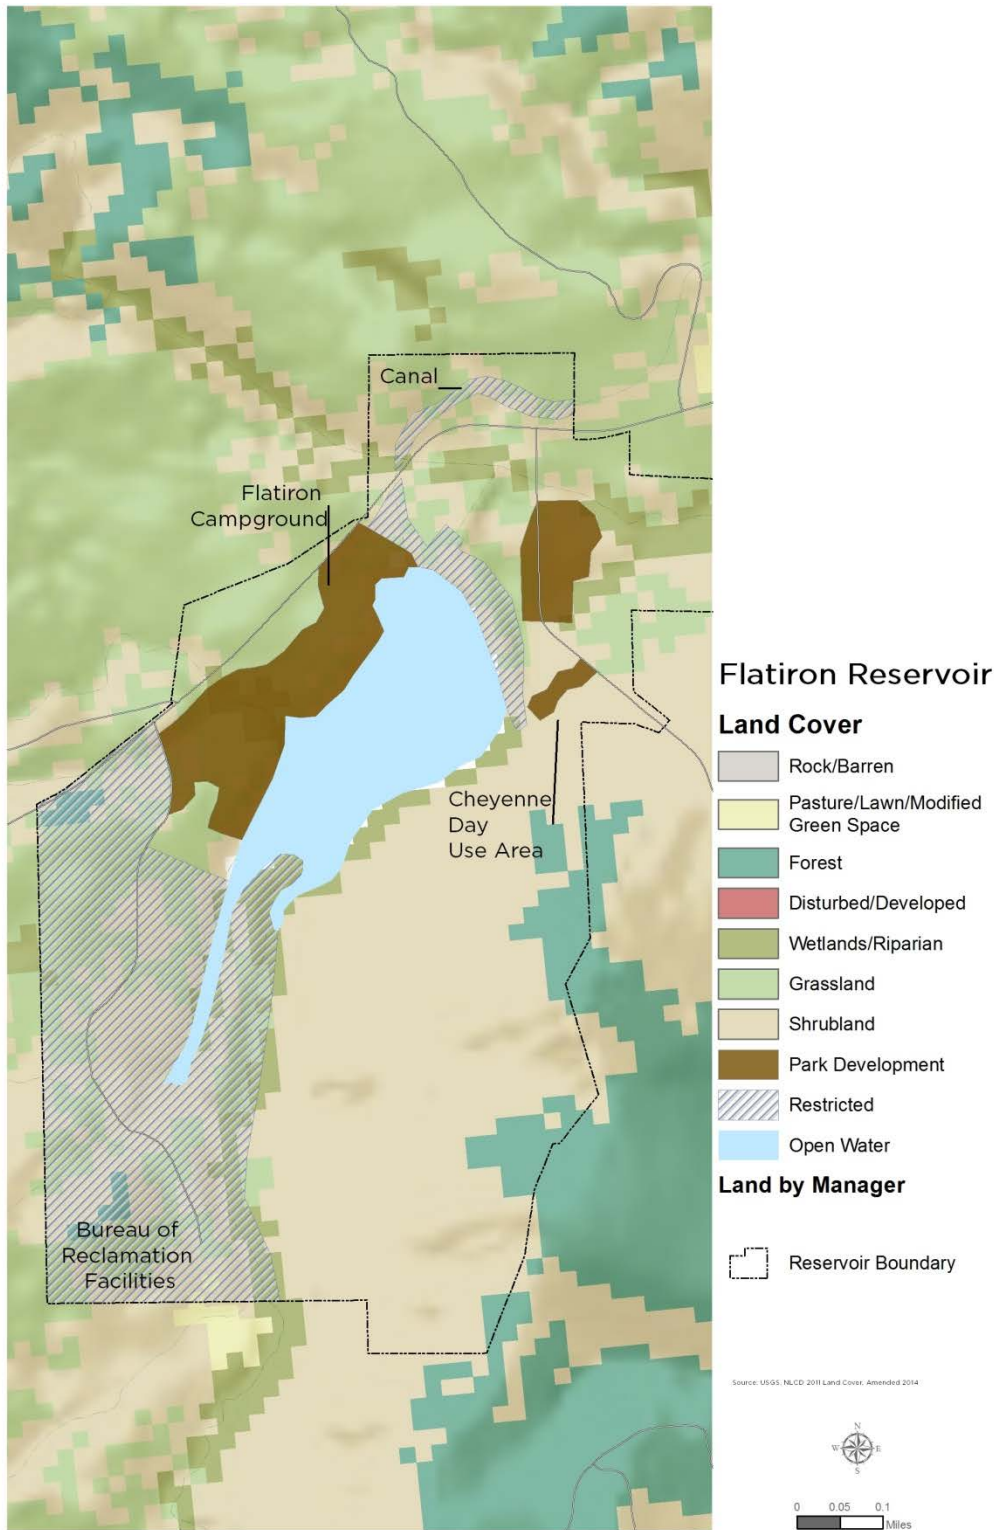 Canal
Flatiron
Campground
Cheyenne
Day
Use Area
Bureau of
Reclamation
Facilities
Flatiron Reservoir
Land Cover
Rock/Barren
Pasture/Lawn/Modified
Green Space
Forest
Disturbed/Developed
Wetlands/Riparian
Grassland
Shrubland
Park Development
Restricted
Open Water
Land by Manager
Reservoir Boundary
Source: USGS, NLCD 2011 Land Cover, Amended 2014
N
W E
S
0 0.05 0.1
Miles